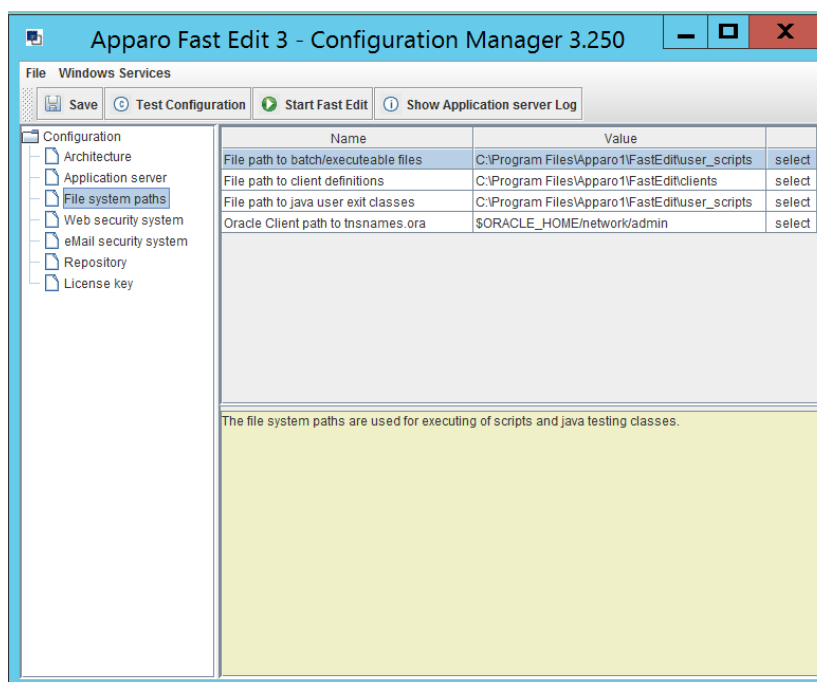 Apparo Fast Edit 3 - Configuration Manager 3.250
File Windows Services
Save Test Configuration Start Fast Edit Show Application server Log
Configuration
Architecture
Application server
File system paths
Web security system
eMail security system
Repository
License key
Name Value
File path to batch/executeable files C:\Program Files\Apparo1\FastEdit\user_scripts select
File path to client definitions C:\Program Files\Apparo1\FastEdit\clients select
File path to java user exit classes C:\Program Files\Apparo1\FastEdit\user_scripts select
Oracle Client path to tnsnames.ora $ORACLE_HOME/network/admin select
The file system paths are used for executing of scripts and java testing classes.